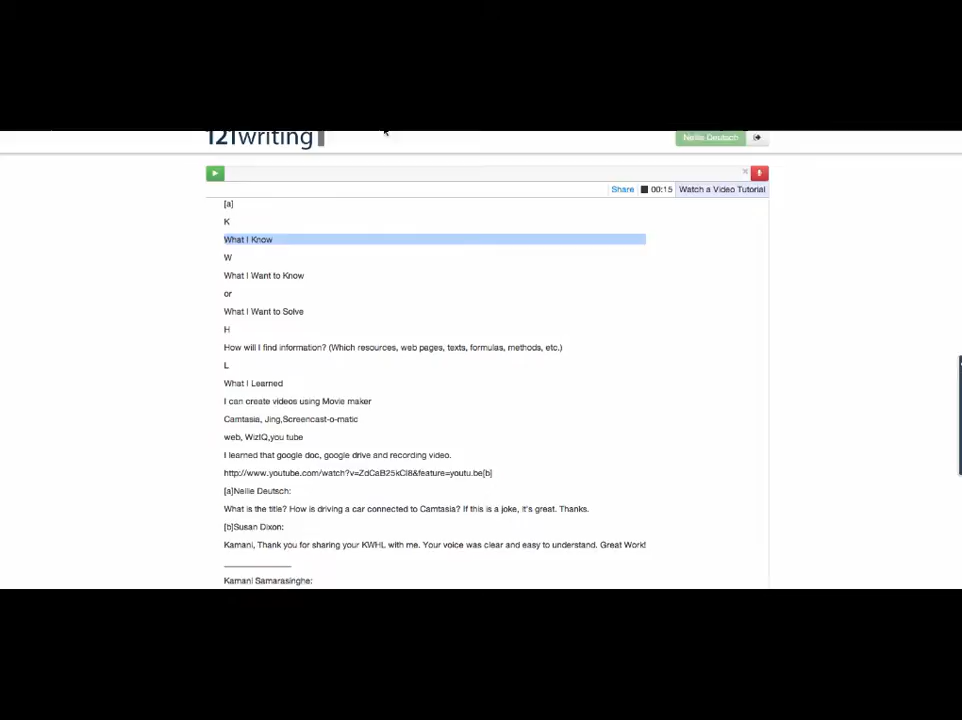 121writing
Nellie Deutsch
Share 00:15 Watch a Video Tutorial
[a]
K
What I Know
W
What I Want to Know
or
What I Want to Solve
H
How will I find information? (Which resources, web pages, texts, formulas, methods, etc.)
L
What I Learned
I can create videos using Movie maker
Camtasia, Jing,Screencast-o-matic
web, WizIQ,you tube
I learned that google doc, google drive and recording video.
http://www.youtube.com/watch?v=ZdCaB25kCl8&feature=youtu.be[b]
[a]Nellie Deutsch:
What is the title? How is driving a car connected to Camtasia? If this is a joke, it's great. Thanks.
[b]Susan Dixon:
Kamani, Thank you for sharing your KWHL with me. Your voice was clear and easy to understand. Great Work!
Kamani Samarasinghe: